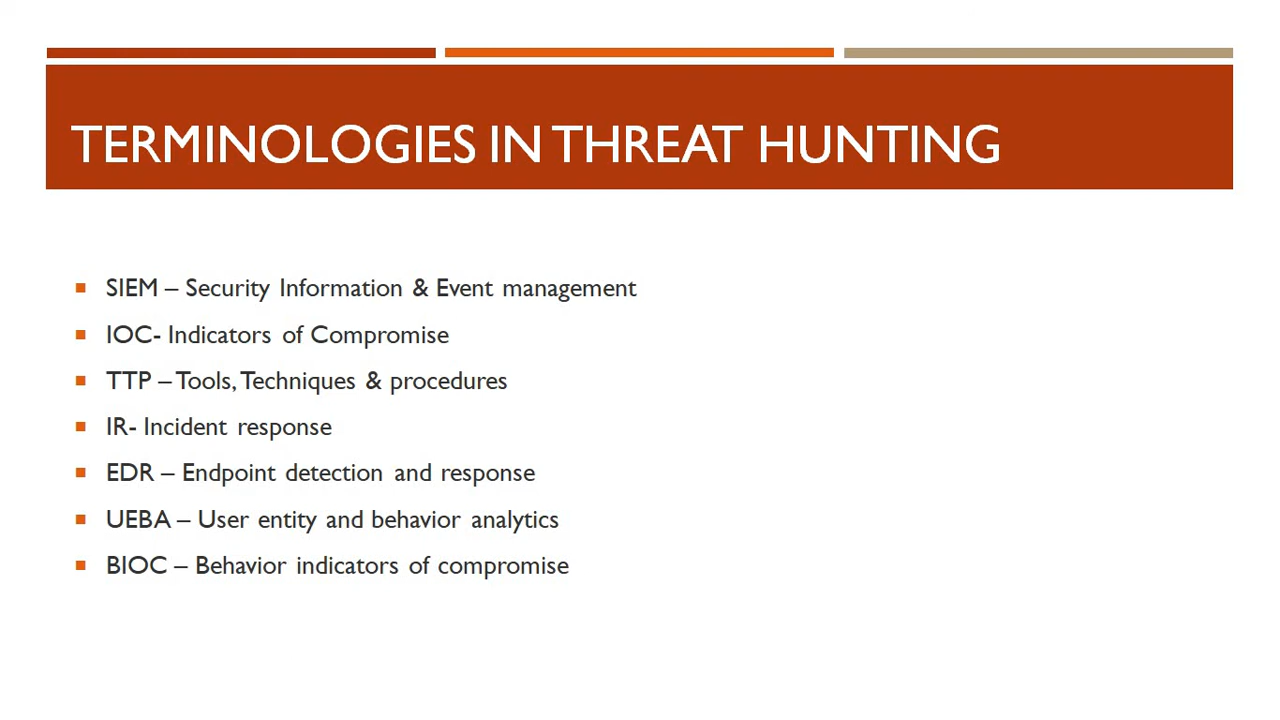 TERMINOLOGIES IN THREAT HUNTING
SIEM – Security Information & Event management
IOC- Indicators of Compromise
TTP – Tools, Techniques & procedures
IR- Incident response
EDR – Endpoint detection and response
UEBA – User entity and behavior analytics
BIOC – Behavior indicators of compromise